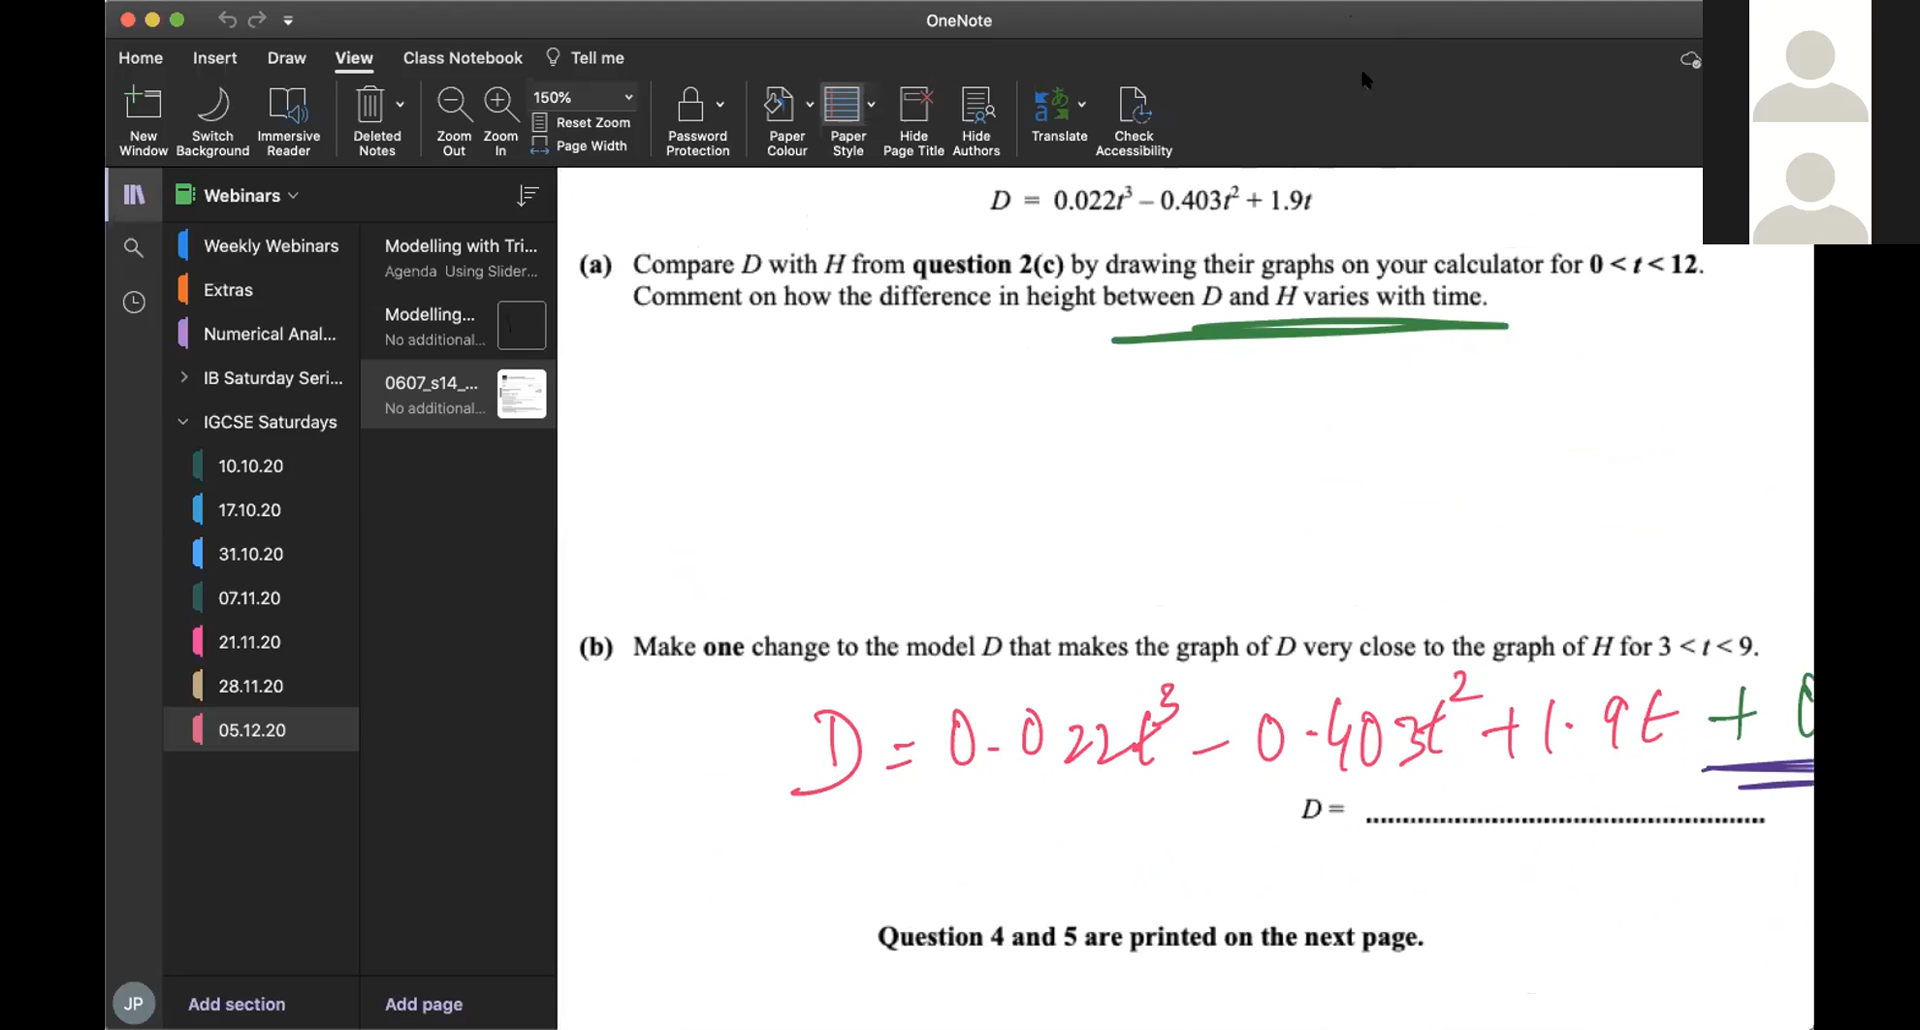 OneNote
Home Insert Draw View Class Notebook Tell me
New Window
Switch Background
Immersive Reader
Deleted Notes
Zoom Out
Zoom In
150%
Reset Zoom
Page Width
Password Protection
Paper Colour
Paper Style
Hide Page Title
Hide Authors
Translate
Check Accessibility
Webinars
Weekly Webinars
Extras
Numerical Anal...
IB Saturday Seri...
IGCSE Saturdays
10.10.20
17.10.20
31.10.20
07.11.20
21.11.20
28.11.20
05.12.20
JP
Add section
Modelling with Tri...
Agenda Using Slider...
Modelling...
No additional...
0607_s14_...
No additional...
Add page
D = 0.022t³ – 0.403t² + 1.9t
(a) Compare D with H from question 2(c) by drawing their graphs on your calculator for 0 < t < 12.
Comment on how the difference in height between D and H varies with time.
(b) Make one change to the model D that makes the graph of D very close to the graph of H for 3 < t < 9.
D = 0.022t³ – 0.403t² + 1.9t +
D = ........................................................
Question 4 and 5 are printed on the next page.